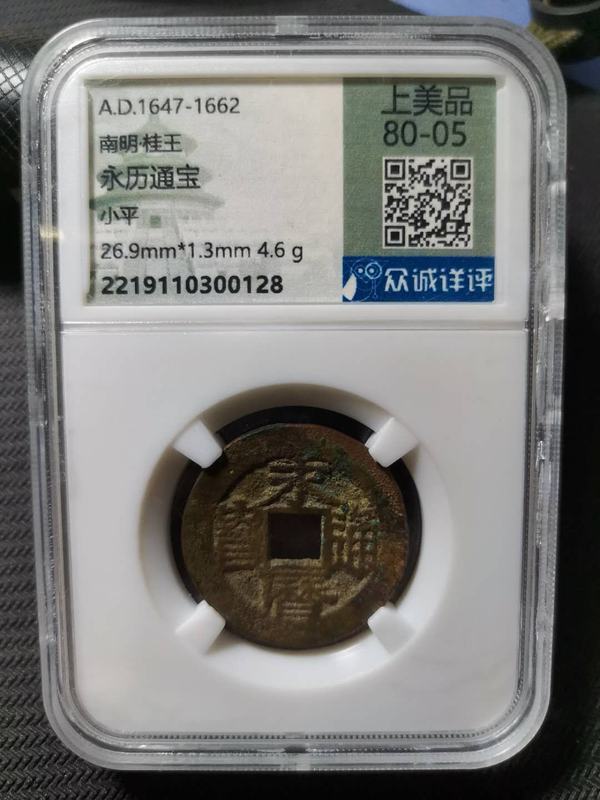 A.D.1647-1662
南明·桂王
永历通宝
小平
26.9mm*1.3mm 4.6 g
2219110300128
上美品
80-05
众诚详评
永
曆
通
寶